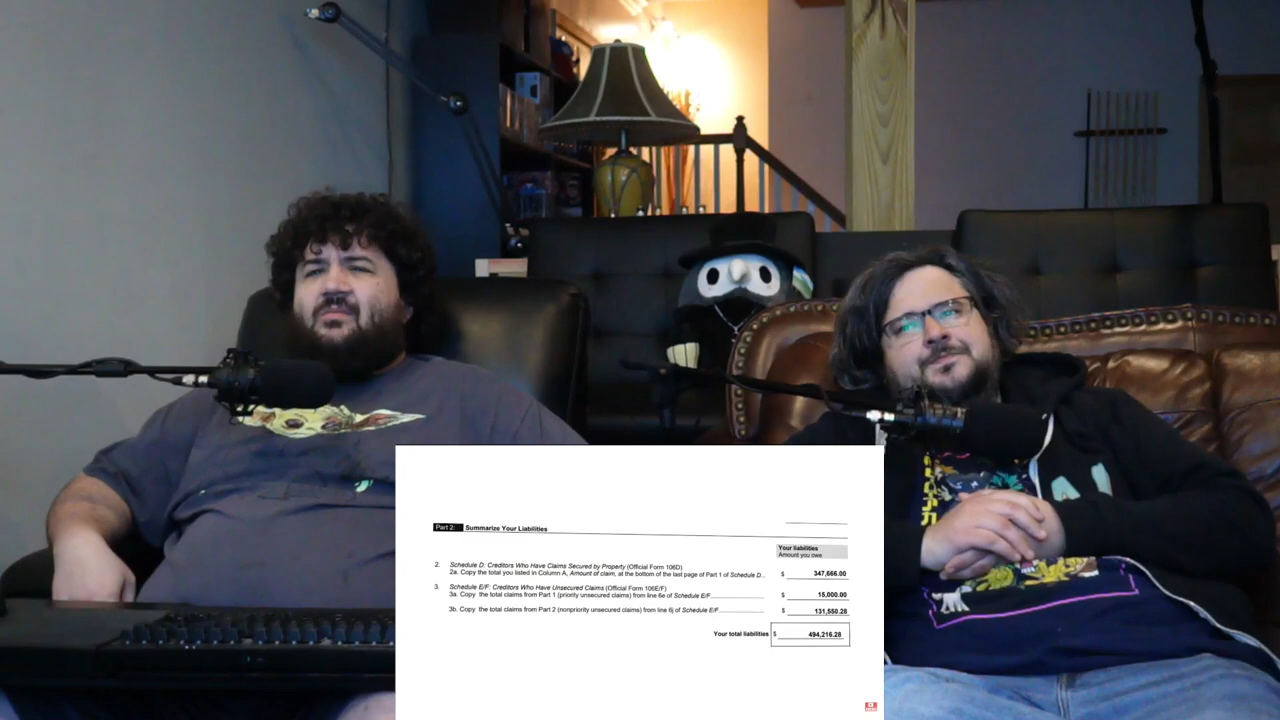 Part 2: Summarize Your Liabilities
Your liabilities
Amount you owe
2. Schedule D: Creditors Who Have Claims Secured by Property (Official Form 106D)
2a. Copy the total you listed in Column A, Amount of claim, at the bottom of the last page of Part 1 of Schedule D... $ 347,666.00
3. Schedule E/F: Creditors Who Have Unsecured Claims (Official Form 106E/F)
3a. Copy the total claims from Part 1 (priority unsecured claims) from line 6e of Schedule E/F $ 15,000.00
3b. Copy the total claims from Part 2 (nonpriority unsecured claims) from line 6j of Schedule E/F $ 131,550.28
Your total liabilities $ 494,216.28